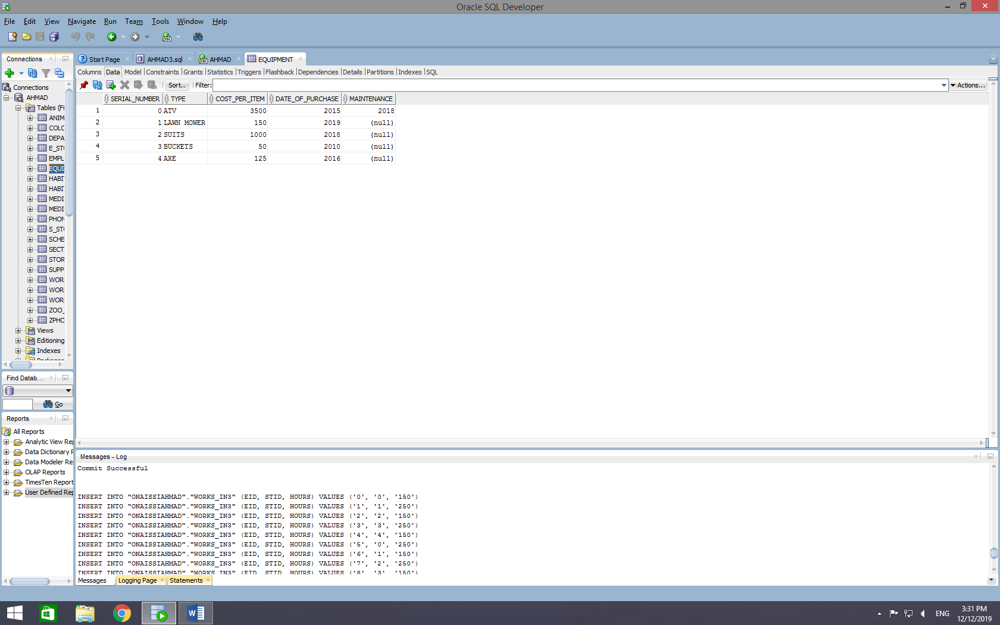 Oracle SQL Developer
File Edit View Navigate Run Team Tools Window Help
Connections
Start Page AHMAD3.sql AHMAD EQUIPMENT
Columns Data Model Constraints Grants Statistics Triggers Flashback Dependencies Details Partitions Indexes SQL
Sort.. Filter: Actions...
SERIAL_NUMBER TYPE COST_PER_ITEM DATE_OF_PURCHASE MAINTENANCE
1 0 ATV 3500 2015 2018
2 1 LAWN MOWER 150 2019 (null)
3 2 SUITS 1000 2018 (null)
4 3 BUCKETS 50 2010 (null)
5 4 AXE 125 2016 (null)
Connections
AHMAD
Tables (Fi
ANIM
COLC
DEPA
E_ST
EMPL
EQUI
HABI
HABI
MEDI
MEDI
PHON
S_ST
SCHE
SECT
STOR
SUPP
WOR
WOR
WOR
ZOO_
ZPHO
Views
Editioning
Indexes
Find Datab...
Go
Reports
All Reports
Analytic View Rep
Data Dictionary F
Data Modeler Re
OLAP Reports
TimesTen Report
User Defined Rep
Messages - Log
Commit Successful
INSERT INTO "ONAISSIAHMAD"."WORKS_IN3" (EID, STID, HOURS) VALUES ('0', '0', '150')
INSERT INTO "ONAISSIAHMAD"."WORKS_IN3" (EID, STID, HOURS) VALUES ('1', '1', '250')
INSERT INTO "ONAISSIAHMAD"."WORKS_IN3" (EID, STID, HOURS) VALUES ('2', '2', '150')
INSERT INTO "ONAISSIAHMAD"."WORKS_IN3" (EID, STID, HOURS) VALUES ('3', '3', '250')
INSERT INTO "ONAISSIAHMAD"."WORKS_IN3" (EID, STID, HOURS) VALUES ('4', '4', '150')
INSERT INTO "ONAISSIAHMAD"."WORKS_IN3" (EID, STID, HOURS) VALUES ('5', '0', '250')
INSERT INTO "ONAISSIAHMAD"."WORKS_IN3" (EID, STID, HOURS) VALUES ('6', '1', '150')
INSERT INTO "ONAISSIAHMAD"."WORKS_IN3" (EID, STID, HOURS) VALUES ('7', '2', '250')
INSERT INTO "ONAISSIAHMAD"."WORKS_IN3" (EID, STID, HOURS) VALUES ('8', '3', '150')
Messages Logging Page Statements
ENG 3:31 PM
12/12/2019